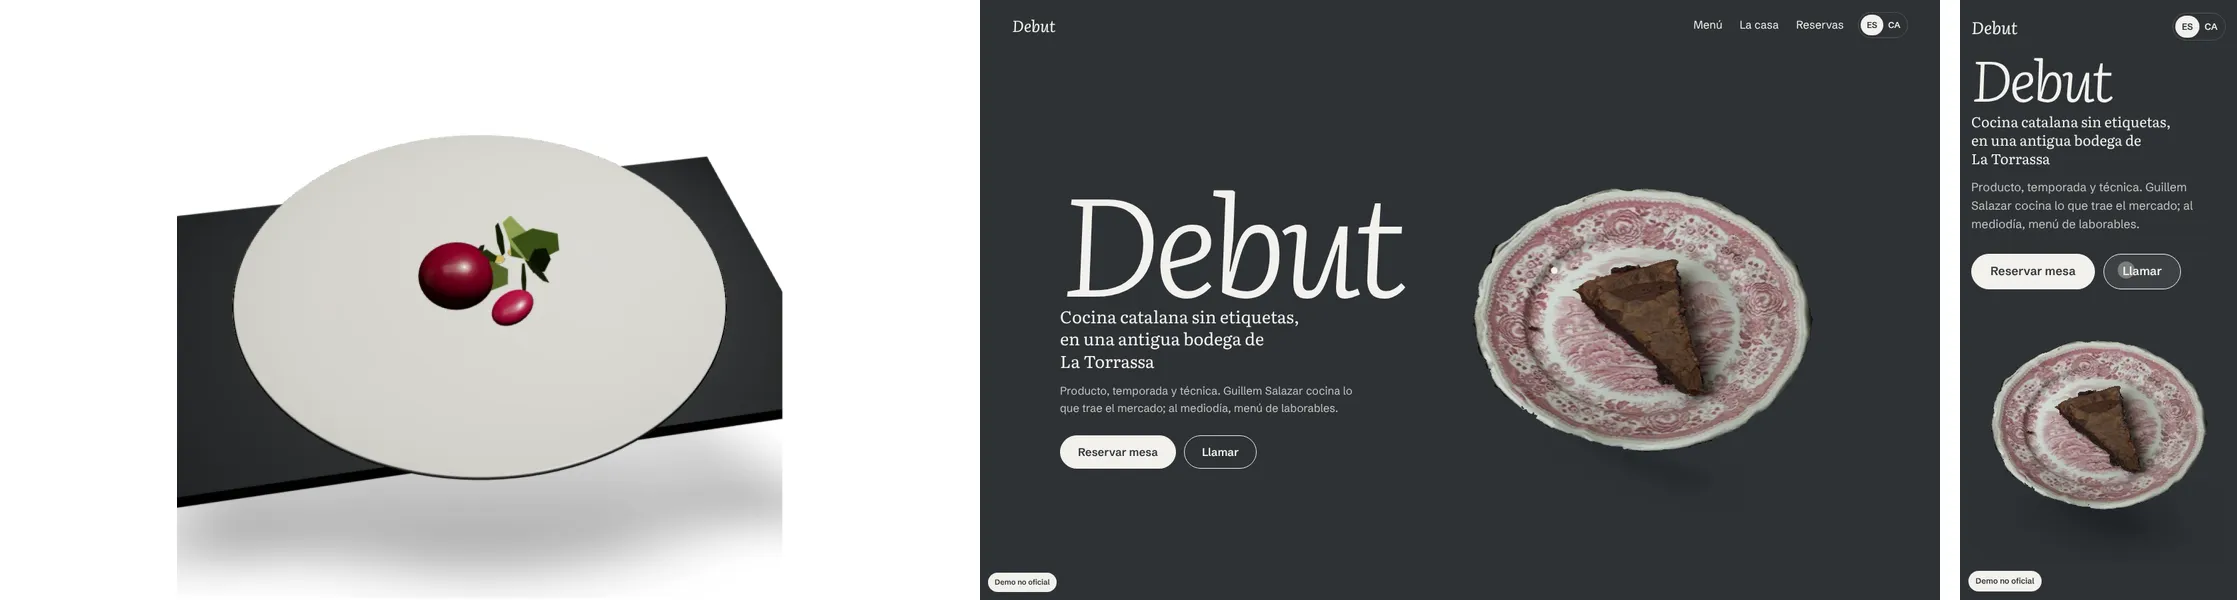 Debut
Menú La casa Reservas ES CA
Debut
Cocina catalana sin etiquetas,
en una antigua bodega de
La Torrassa
Producto, temporada y técnica. Guillem Salazar cocina lo
que trae el mercado; al mediodía, menú de laborables.
Reservar mesa Llamar
Demo no oficial
Debut ES CA
Debut
Cocina catalana sin etiquetas,
en una antigua bodega de
La Torrassa
Producto, temporada y técnica. Guillem
Salazar cocina lo que trae el mercado; al
mediodía, menú de laborables.
Reservar mesa Llamar
Demo no oficial